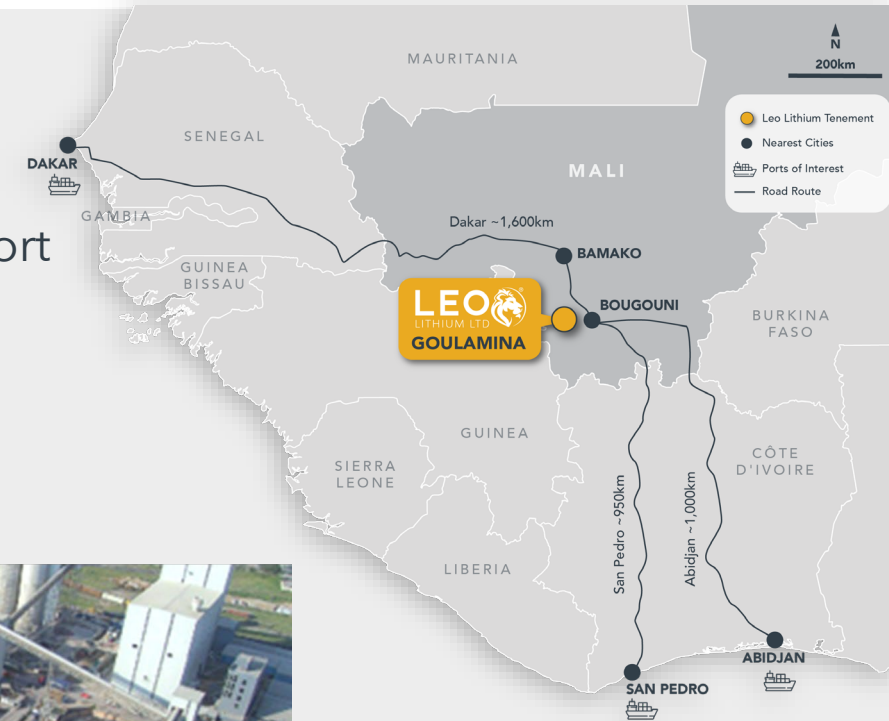 ort
N
200km
Leo Lithium Tenement
Nearest Cities
Ports of Interest
Road Route
MAURITANIA
SENEGAL
DAKAR
GAMBIA
MALI
Dakar ~1,600km
BAMAKO
GUINEA
BISSAU
BOUGOUNI
LEO
LITHIUM LTD
GOULAMINA
BURKINA
FASO
GUINEA
CÔTE
D'IVOIRE
SIERRA
LEONE
San Pedro ~950km
Abidjan ~1,000km
LIBERIA
ABIDJAN
SAN PEDRO